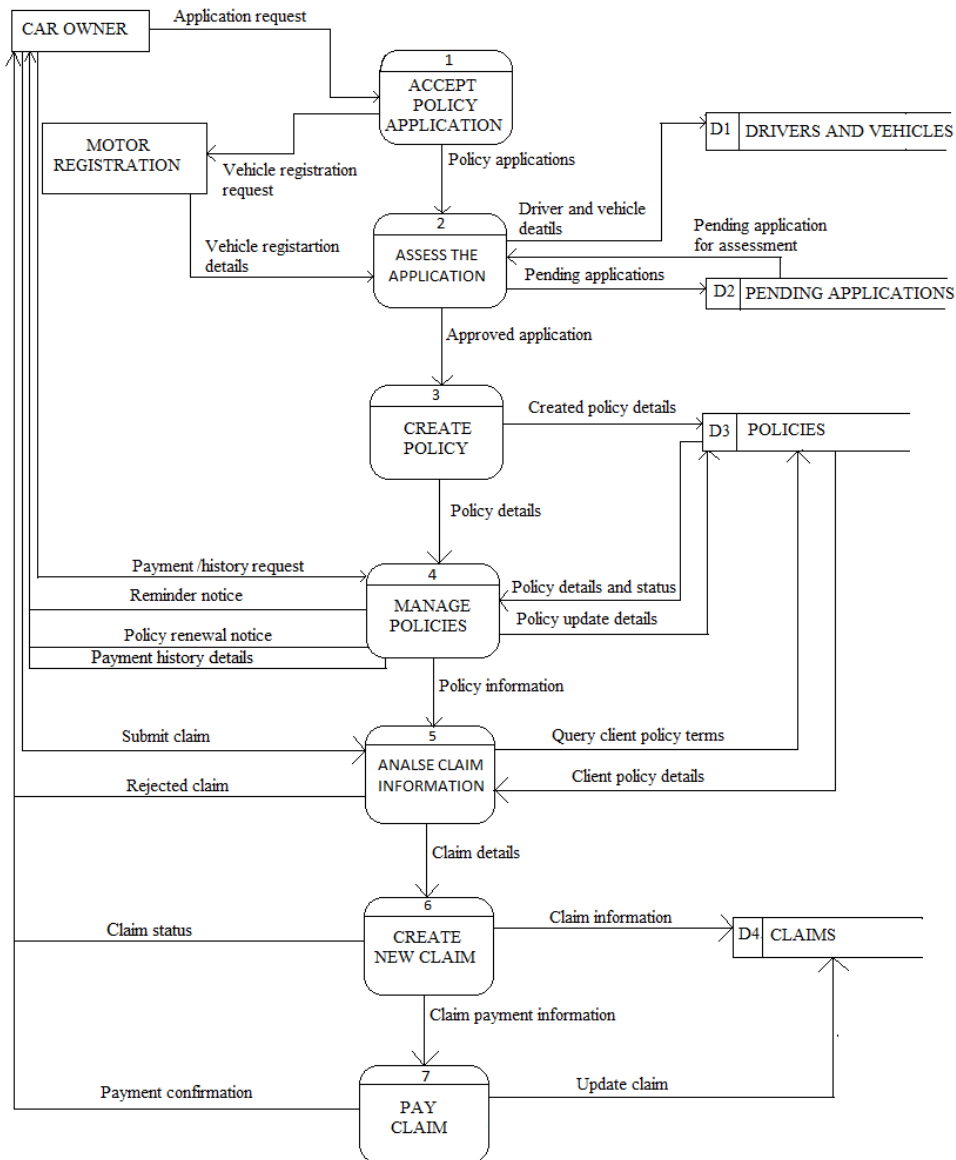 Application request
CAR OWNER
1
ACCEPT
POLICY
APPLICATION
MOTOR
REGISTRATION
D1 DRIVERS AND VEHICLES
Vehicle registration
request
Policy applications
Driver and vehicle
deatils
2
Pending application
for assessment
Vehicle registartion
details
ASSESS THE
APPLICATION
Pending applications
D2 PENDING APPLICATIONS
Approved application
3
CREATE
POLICY
Created policy details
D3 POLICIES
Policy details
Payment /history request
4
MANAGE
POLICIES
Policy details and status
Reminder notice
Policy update details
Policy renewal notice
Payment history details
Policy information
Submit claim
5
ANALSE CLAIM
INFORMATION
Query client policy terms
Rejected claim
Client policy details
Claim details
6
CREATE
NEW CLAIM
Claim information
Claim status
D4 CLAIMS
Claim payment information
7
PAY
CLAIM
Payment confirmation
Update claim